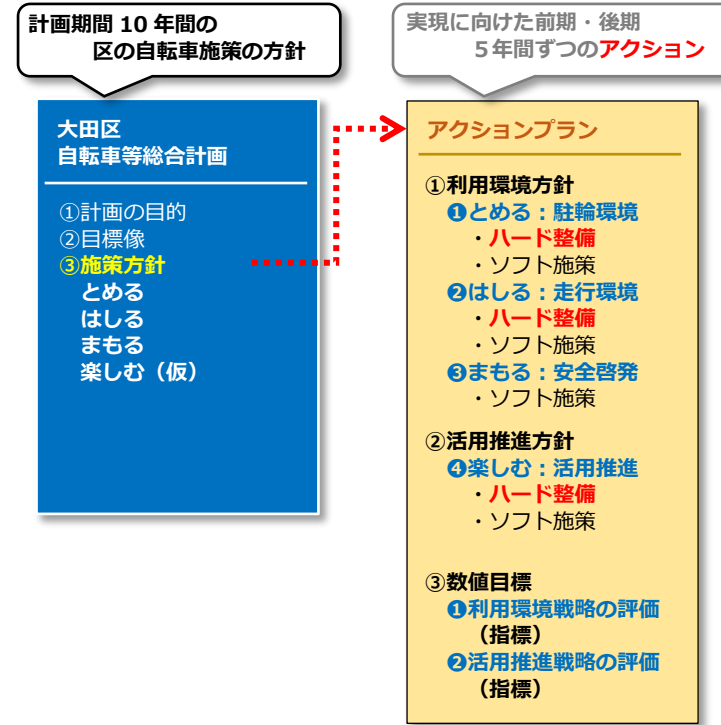 計画期間 10 年間の
区の自転車施策の方針
実現に向けた前期・後期
５年間ずつのアクション
大田区
自転車等総合計画
①計画の目的
②目標像
③施策方針
とめる
はしる
まもる
楽しむ（仮）
アクションプラン
①利用環境方針
❶とめる：駐輪環境
・ハード整備
・ソフト施策
❷はしる：走行環境
・ハード整備
・ソフト施策
❸まもる：安全啓発
・ソフト施策
②活用推進方針
❹楽しむ：活用推進
・ハード整備
・ソフト施策
③数値目標
❶利用環境戦略の評価
（指標）
❷活用推進戦略の評価
（指標）